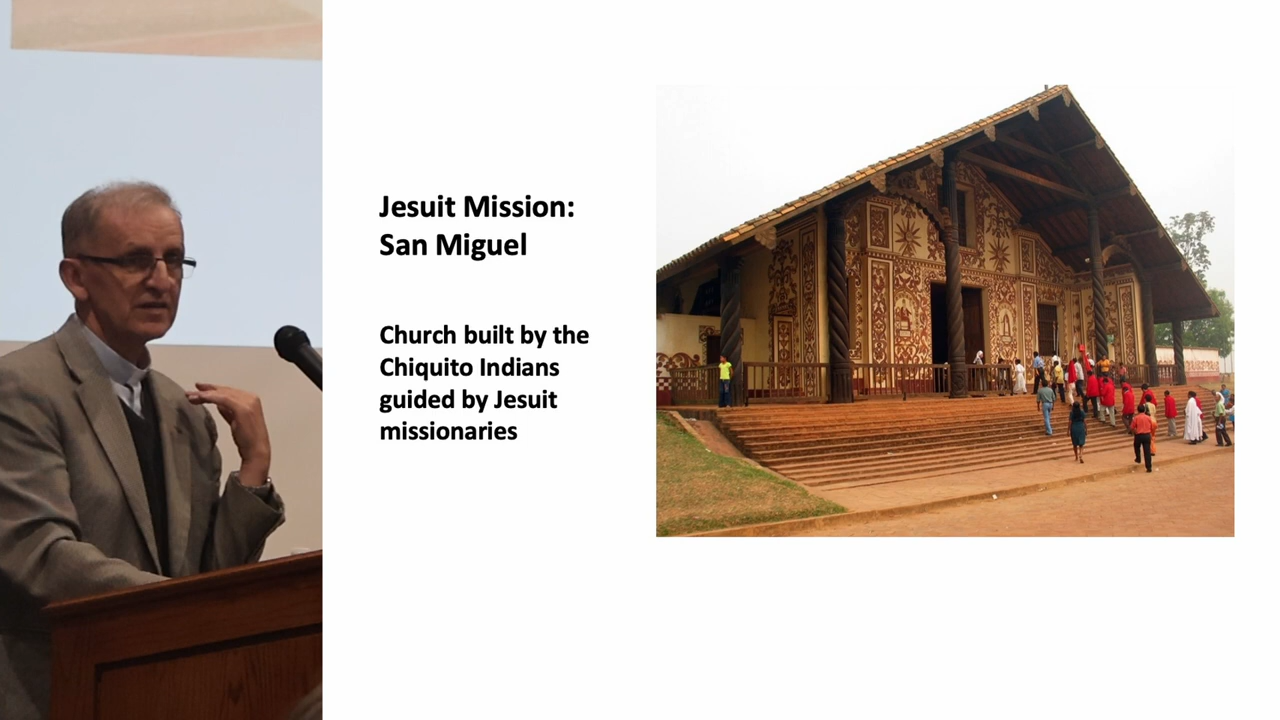 Jesuit Mission:
San Miguel
Church built by the
Chiquito Indians
guided by Jesuit
missionaries